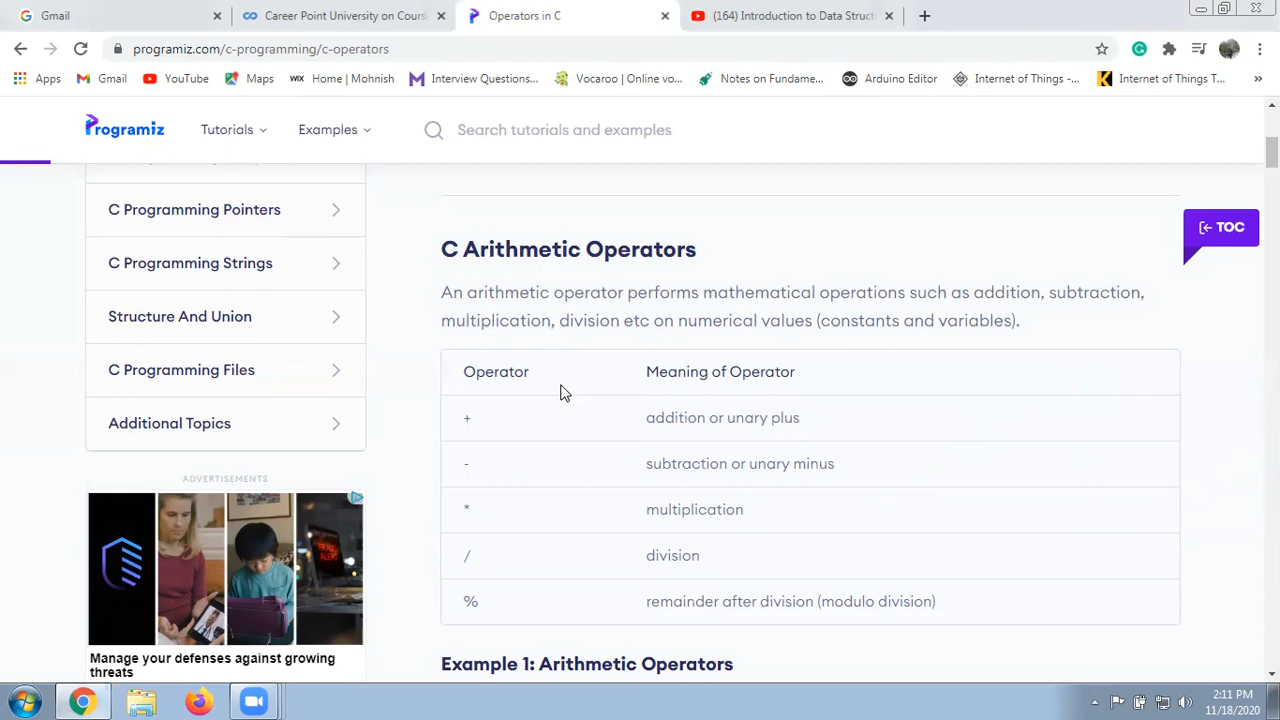 Gmail
Career Point University on Cours
Operators in C
(164) Introduction to Data Struct
programiz.com/c-programming/c-operators
Apps
Gmail
YouTube
Maps
WIX Home | Mohnish
Interview Questions...
Vocaroo | Online vo...
Notes on Fundame...
Arduino Editor
Internet of Things -...
Internet of Things T...
Programiz
Tutorials
Examples
Search tutorials and examples
C Programming Pointers
C Programming Strings
Structure And Union
C Programming Files
Additional Topics
ADVERTISEMENTS
Manage your defenses against growing
threats
TOC
C Arithmetic Operators
An arithmetic operator performs mathematical operations such as addition, subtraction,
multiplication, division etc on numerical values (constants and variables).
Operator Meaning of Operator
+ addition or unary plus
- subtraction or unary minus
* multiplication
/ division
% remainder after division (modulo division)
Example 1: Arithmetic Operators
2:11 PM
11/18/2020